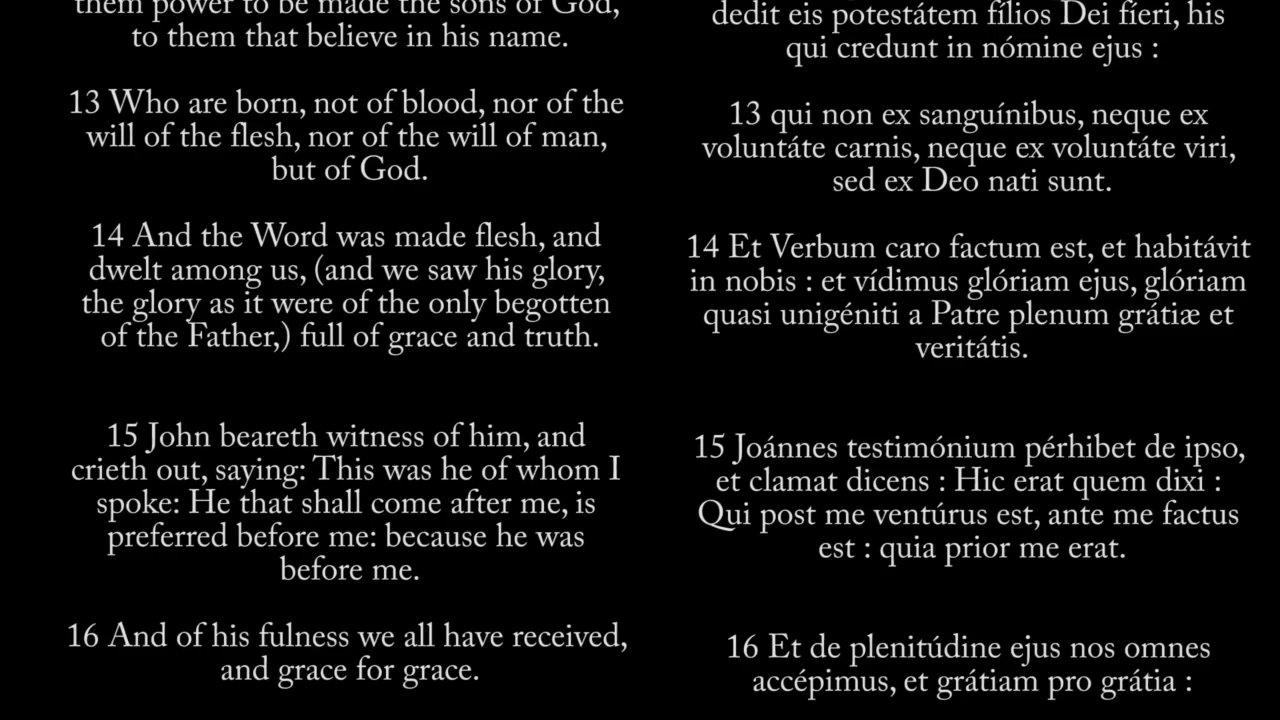 them power to be made the sons of God,
to them that believe in his name.
13 Who are born, not of blood, nor of the
will of the flesh, nor of the will of man,
but of God.
14 And the Word was made flesh, and
dwelt among us, (and we saw his glory,
the glory as it were of the only begotten
of the Father,) full of grace and truth.
15 John beareth witness of him, and
crieth out, saying: This was he of whom I
spoke: He that shall come after me, is
preferred before me: because he was
before me.
16 And of his fulness we all have received,
and grace for grace.
dedit eis potestátem fílios Dei fíeri, his
qui credunt in nómine ejus :
13 qui non ex sanguínibus, neque ex
voluntáte carnis, neque ex voluntáte viri,
sed ex Deo nati sunt.
14 Et Verbum caro factum est, et habitávit
in nobis : et vídimus glóriam ejus, glóriam
quasi unigéniti a Patre plenum grátiæ et
veritátis.
15 Joánnes testimónium pérhibet de ipso,
et clamat dicens : Hic erat quem dixi :
Qui post me ventúrus est, ante me factus
est : quia prior me erat.
16 Et de plenitúdine ejus nos omnes
accépimus, et grátiam pro grátia :